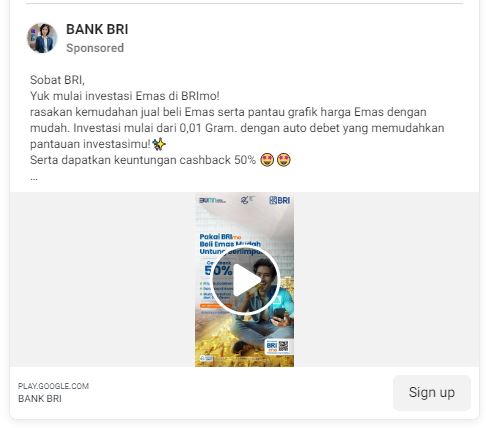 BANK BRI
Sponsored
Sobat BRI,
Yuk mulai investasi Emas di BRImo!
rasakan kemudahan jual beli Emas serta pantau grafik harga Emas dengan
mudah. Investasi mulai dari 0,01 Gram. dengan auto debet yang memudahkan
pantauan investasimu!✨
Serta dapatkan keuntungan cashback 50% 🤩🤩
...
BRI
Pakai BRImo
Beli Emas Mudah
Untung Berlimpah
50%
BRI
PLAY.GOOGLE.COM
BANK BRI
Sign up